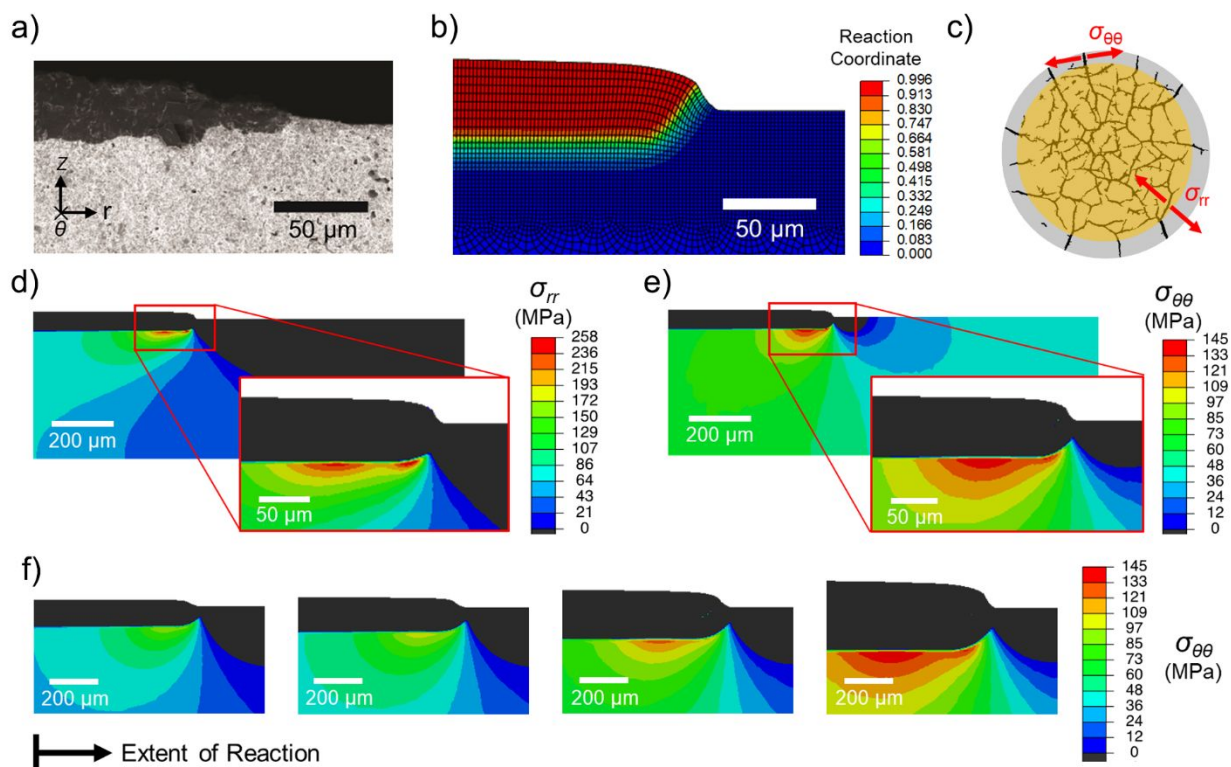 a)
z
r
θ
50 μm
b)
50 μm
Reaction
Coordinate
0.996
0.913
0.830
0.747
0.664
0.581
0.498
0.415
0.332
0.249
0.166
0.083
0.000
c)
σθθ
σrr
d)
200 μm
50 μm
σrr
(MPa)
258
236
215
193
172
150
129
107
86
64
43
21
0
e)
200 μm
50 μm
σθθ
(MPa)
145
133
121
109
97
85
73
60
48
36
24
12
0
f)
200 μm
200 μm
200 μm
200 μm
145
133
121
109
97
85
73
60
48
36
24
12
0
σθθ
(MPa)
Extent of Reaction